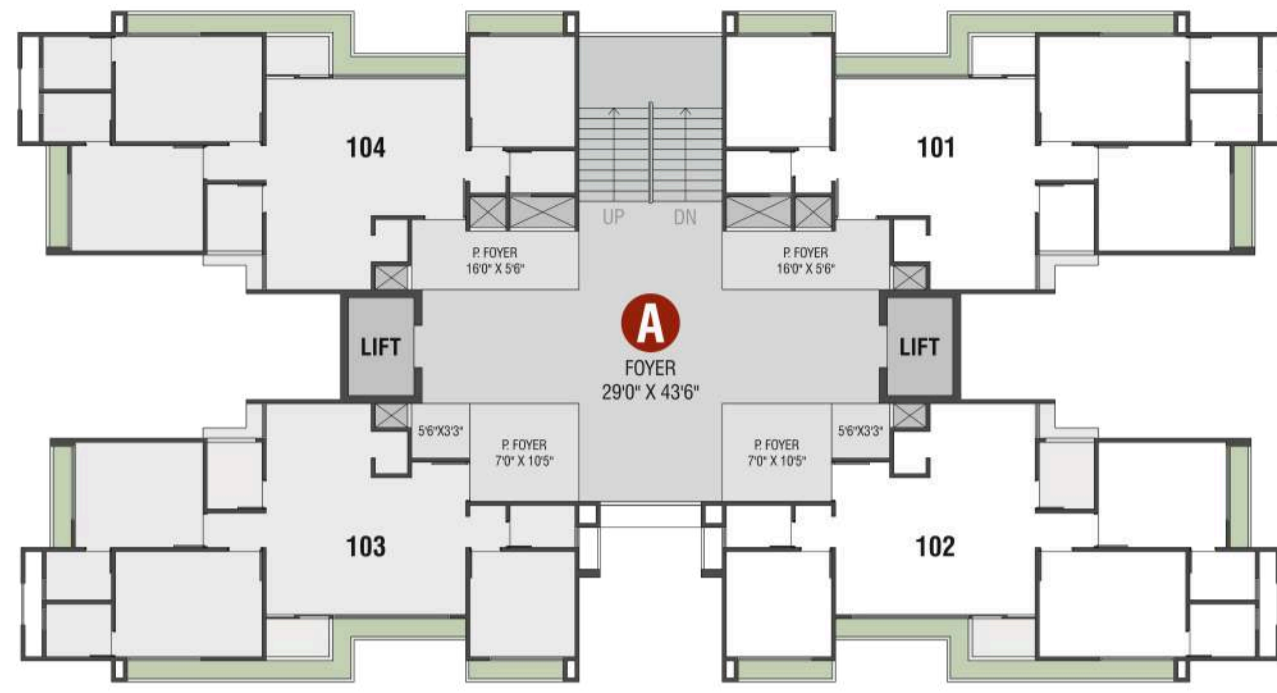 104
101
UP
DN
P. FOYER
16'0" X 5'6"
P. FOYER
16'0" X 5'6"
LIFT
A
LIFT
FOYER
29'0" X 43'6"
5'6"X3'3"
P. FOYER
7'0" X 10'5"
P. FOYER
7'0" X 10'5"
5'6"X3'3"
103
102